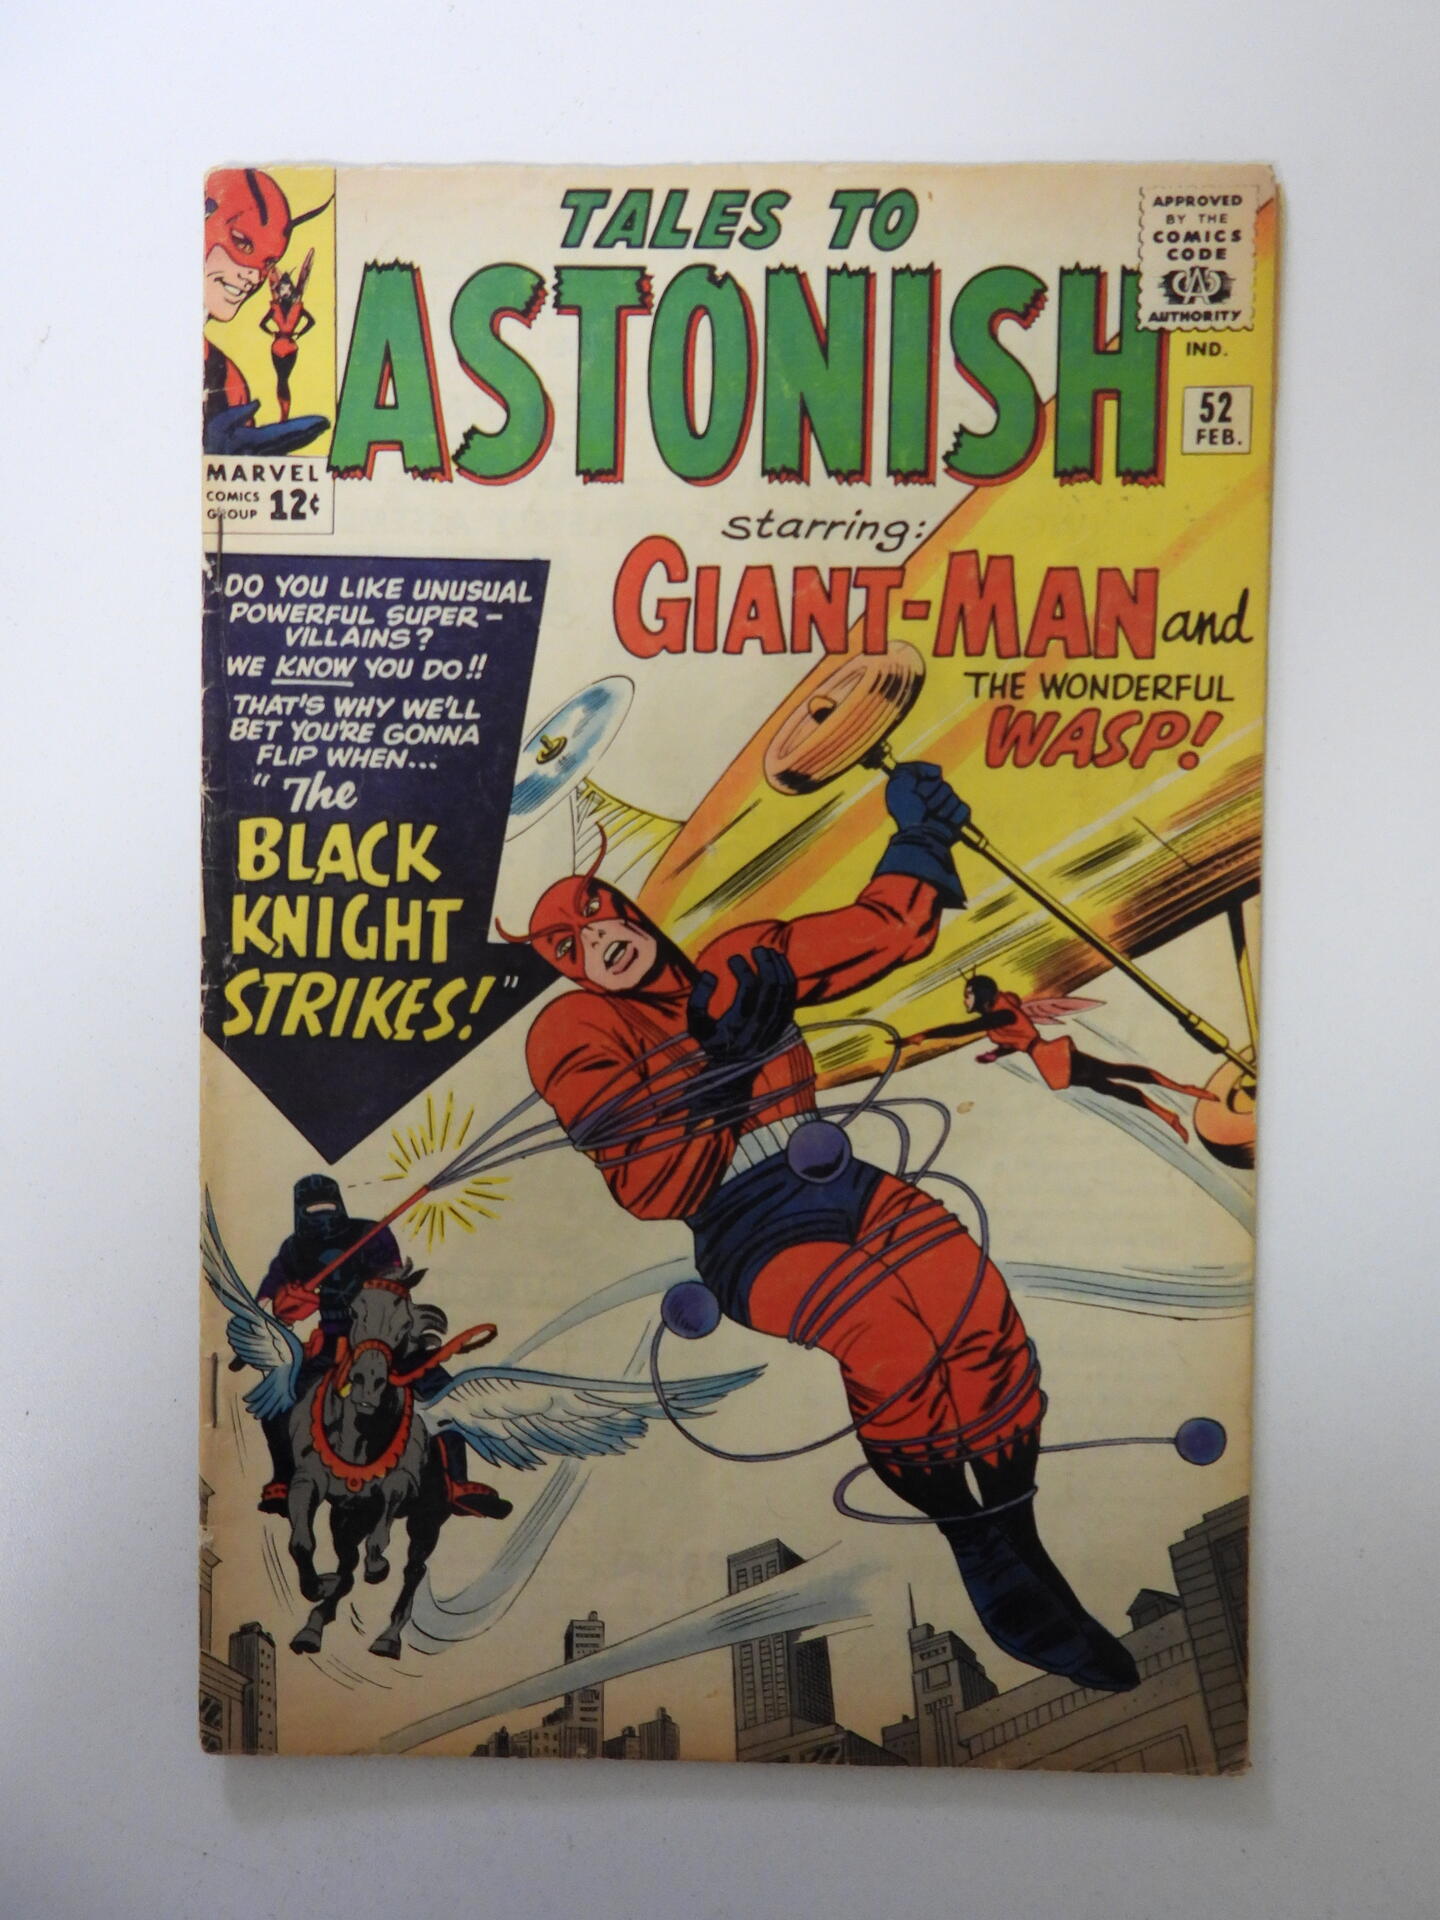 TALES TO
ASTONISH
APPROVED
BY THE
COMICS
CODE
CA
AUTHORITY
IND.
52
FEB.
MARVEL
COMICS
GROUP 12¢
starring:
GIANT-MAN and
THE WONDERFUL
WASP!
DO YOU LIKE UNUSUAL
POWERFUL SUPER-
VILLAINS?
WE KNOW YOU DO!!
THAT'S WHY WE'LL
BET YOU'RE GONNA
FLIP WHEN...
"The
BLACK
KNIGHT
STRIKES!"